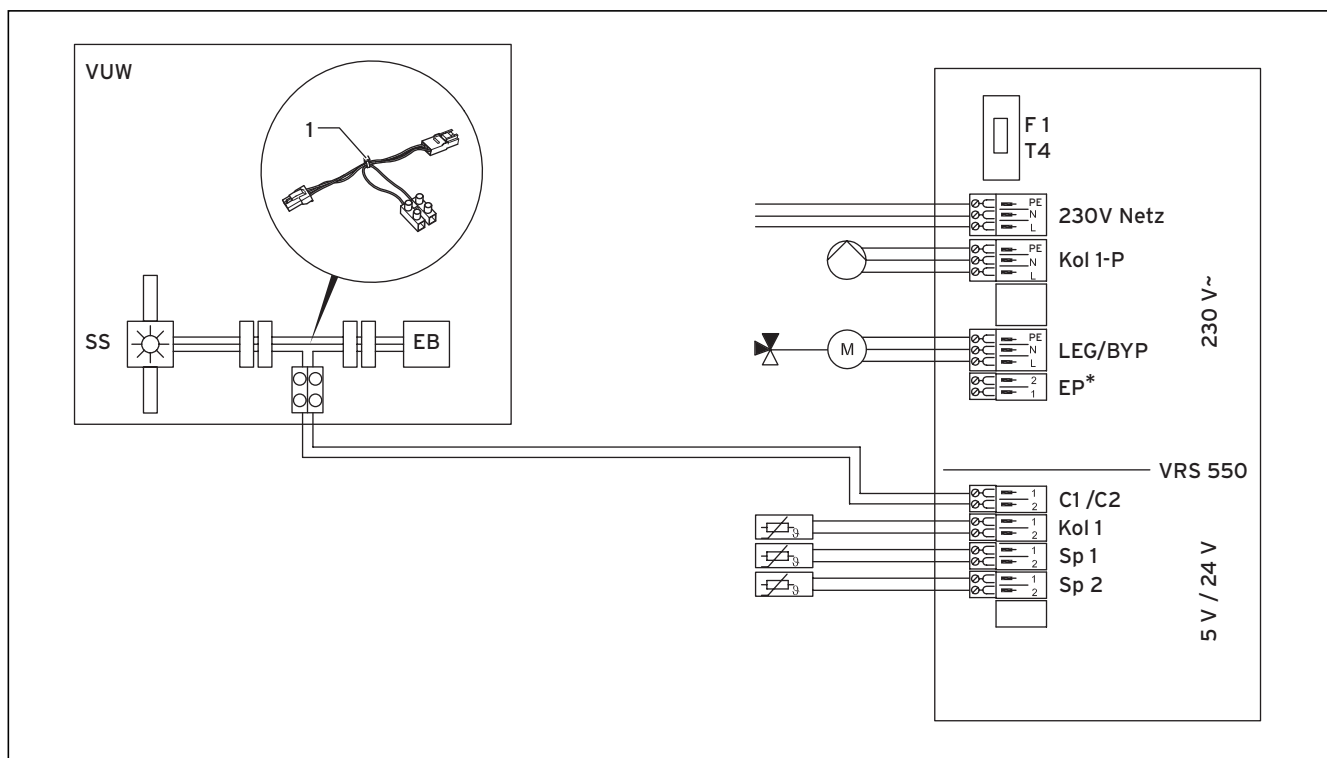 VUW
1
SS
EB
F 1
T4
PE
N
L
230V Netz
PE
N
L
Kol 1-P
230 V~
M
PE
N
L
LEG/BYP
2
1
EP*
VRS 550
1
2
C1 /C2
ϑ
1
2
Kol 1
ϑ
1
2
Sp 1
ϑ
1
2
Sp 2
5 V / 24 V